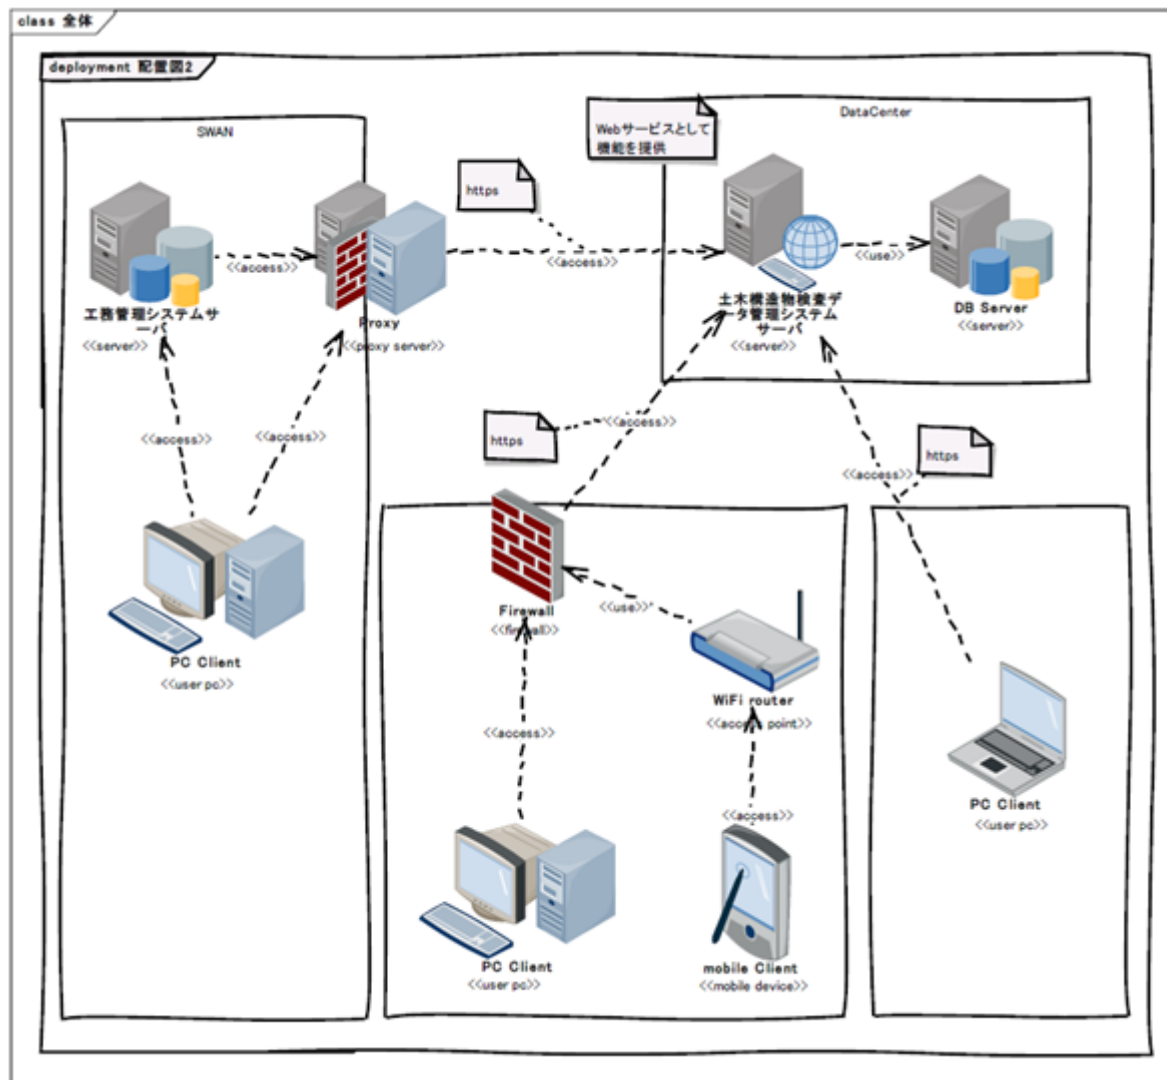 class 全体
deployment 配置図2
SWAN
DataCenter
Webサービスとして
機能を提供
https
<<access>>
<<access>>
<<use>>
工務管理システムサ
ーバ
<<server>>
Proxy
<<proxy server>>
土木構造物検査デ
ータ管理システム
サーバ
<<server>>
DB Server
<<server>>
<<access>>
<<access>>
https
<<access>>
https
<<access>>
PC Client
<<user pc>>
Firewall
<<firewall>>
<<use>>
WiFi router
<<access point>>
<<access>>
<<access>>
PC Client
<<user pc>>
mobile Client
<<mobile device>>
PC Client
<<user pc>>